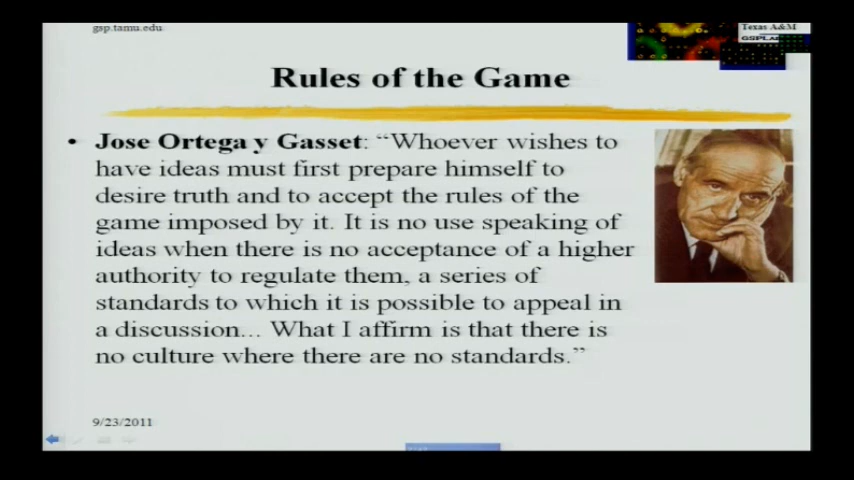 gsp.tamu.edu
Texas A&M
Rules of the Game
• Jose Ortega y Gasset: “Whoever wishes to
have ideas must first prepare himself to
desire truth and to accept the rules of the
game imposed by it. It is no use speaking of
ideas when there is no acceptance of a higher
authority to regulate them, a series of
standards to which it is possible to appeal in
a discussion... What I affirm is that there is
no culture where there are no standards.”
9/23/2011